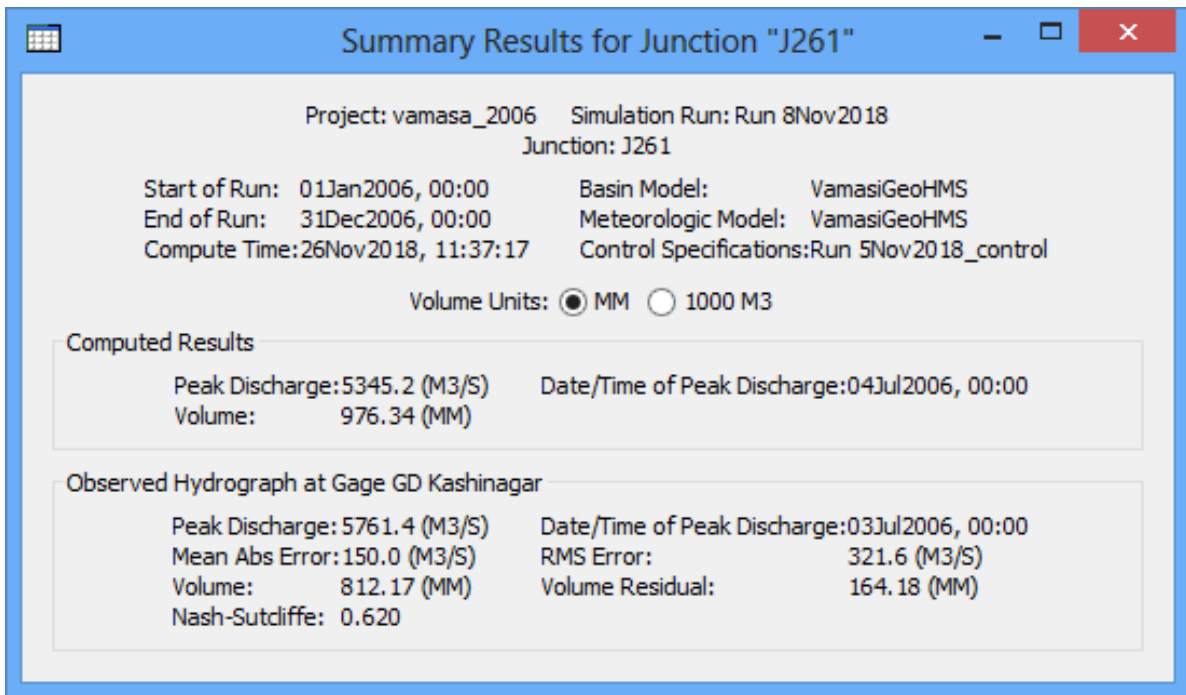 Summary Results for Junction "J261"
Project: vamasa_2006 Simulation Run: Run 8Nov2018
Junction: J261
Start of Run: 01Jan2006, 00:00 Basin Model: VamasiGeoHMS
End of Run: 31Dec2006, 00:00 Meteorologic Model: VamasiGeoHMS
Compute Time:26Nov2018, 11:37:17 Control Specifications:Run 5Nov2018_control
Volume Units: MM 1000 M3
Computed Results
Peak Discharge:5345.2 (M3/S) Date/Time of Peak Discharge:04Jul2006, 00:00
Volume: 976.34 (MM)
Observed Hydrograph at Gage GD Kashinagar
Peak Discharge:5761.4 (M3/S) Date/Time of Peak Discharge:03Jul2006, 00:00
Mean Abs Error:150.0 (M3/S) RMS Error: 321.6 (M3/S)
Volume: 812.17 (MM) Volume Residual: 164.18 (MM)
Nash-Sutcliffe: 0.620